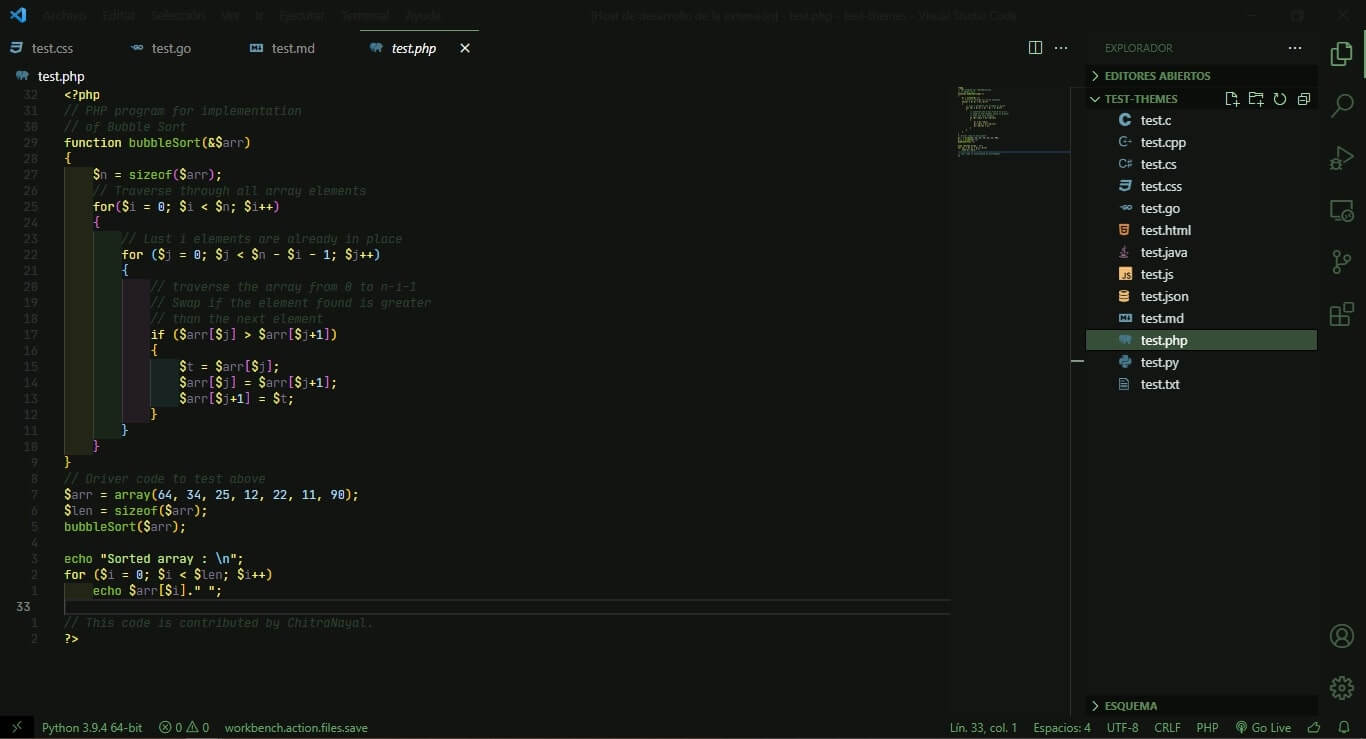 Archivo Editar Selección Ver Ir Ejecutar Terminal Ayuda
[Host de desarrollo de la extensión] - test.php - test-themes - Visual Studio Code
test.css test.go test.md test.php
test.php
32 <?php
31 // PHP program for implementation
30 // of Bubble Sort
29 function bubbleSort(&$arr)
28 {
27 $n = sizeof($arr);
26 // Traverse through all array elements
25 for($i = 0; $i < $n; $i++)
24 {
23 // Last i elements are already in place
22 for ($j = 0; $j < $n - $i - 1; $j++)
21 {
20 // traverse the array from 0 to n-i-1
19 // Swap if the element found is greater
18 // than the next element
17 if ($arr[$j] > $arr[$j+1])
16 {
15 $t = $arr[$j];
14 $arr[$j] = $arr[$j+1];
13 $arr[$j+1] = $t;
12 }
11 }
10 }
9 }
8 // Driver code to test above
7 $arr = array(64, 34, 25, 12, 22, 11, 90);
6 $len = sizeof($arr);
5 bubbleSort($arr);
4
3 echo "Sorted array : \n";
2 for ($i = 0; $i < $len; $i++)
1 echo $arr[$i]." ";
33
1 // This code is contributed by ChitraNayal.
2 ?>
EXPLORADOR
EDITORES ABIERTOS
TEST-THEMES
test.c
test.cpp
test.cs
test.css
test.go
test.html
test.java
test.js
test.json
test.md
test.php
test.py
test.txt
ESQUEMA
Python 3.9.4 64-bit 0 0 workbench.action.files.save Lín. 33, col. 1 Espacios: 4 UTF-8 CRLF PHP Go Live